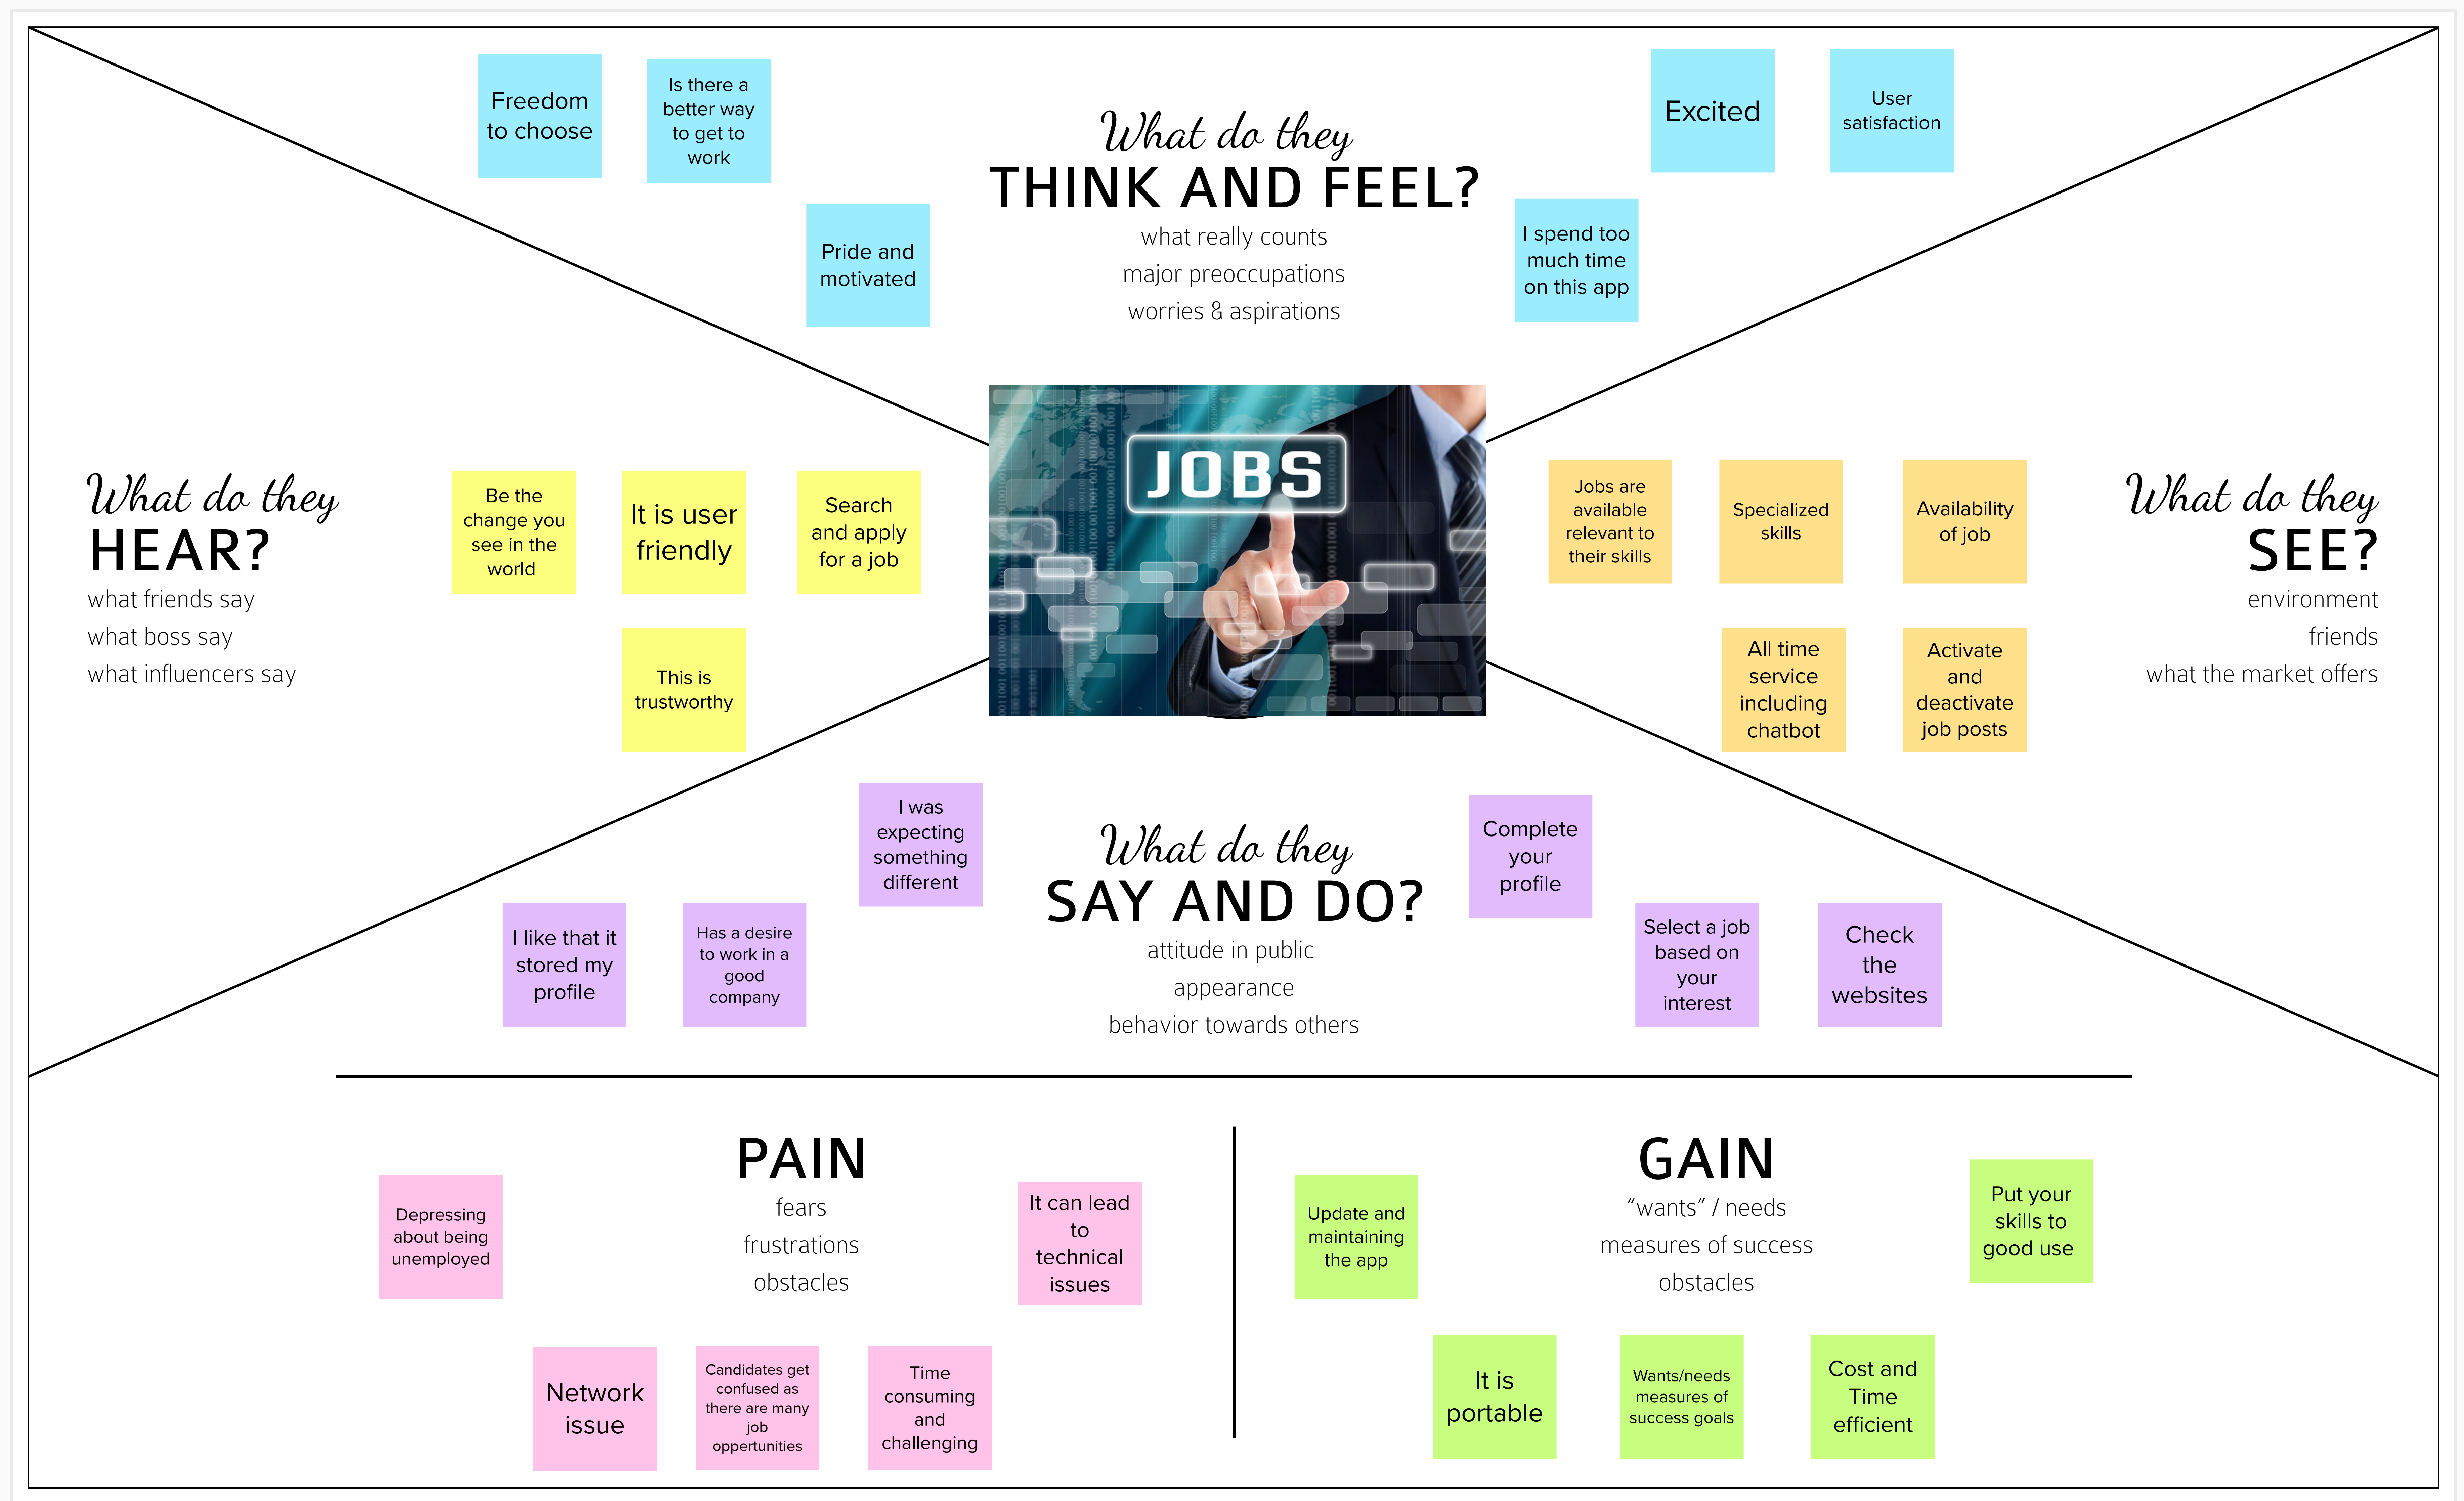 Freedom
to choose
Is there a
better way
to get to
work
Pride and
motivated
What do they
THINK AND FEEL?
what really counts
major preoccupations
worries & aspirations
Excited
User
satisfaction
I spend too
much time
on this app
What do they
HEAR?
what friends say
what boss say
what influencers say
Be the
change you
see in the
world
It is user
friendly
Search
and apply
for a job
This is
trustworthy
JOBS
Jobs are
available
relevant to
their skills
Specialized
skills
Availability
of job
All time
service
including
chatbot
Activate
and
deactivate
job posts
What do they
SEE?
environment
friends
what the market offers
I was
expecting
something
different
I like that it
stored my
profile
Has a desire
to work in a
good
company
What do they
SAY AND DO?
attitude in public
appearance
behavior towards others
Complete
your
profile
Select a job
based on
your
interest
Check
the
websites
PAIN
fears
frustrations
obstacles
Depressing
about being
unemployed
It can lead
to
technical
issues
Network
issue
Candidates get
confused as
there are many
job
oppertunities
Time
consuming
and
challenging
GAIN
“wants” / needs
measures of success
obstacles
Update and
maintaining
the app
Put your
skills to
good use
It is
portable
Wants/needs
measures of
success goals
Cost and
Time
efficient